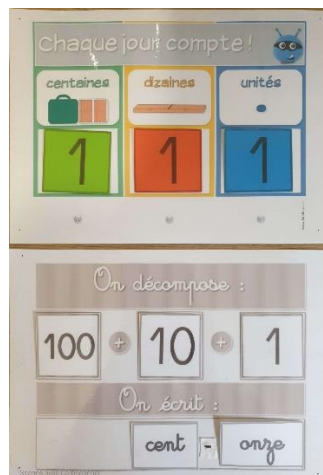 Chaque jour compte !
centaines dizaines unités
1 1 1
On décompose :
100 + 10 + 1
On écrit :
cent - onze